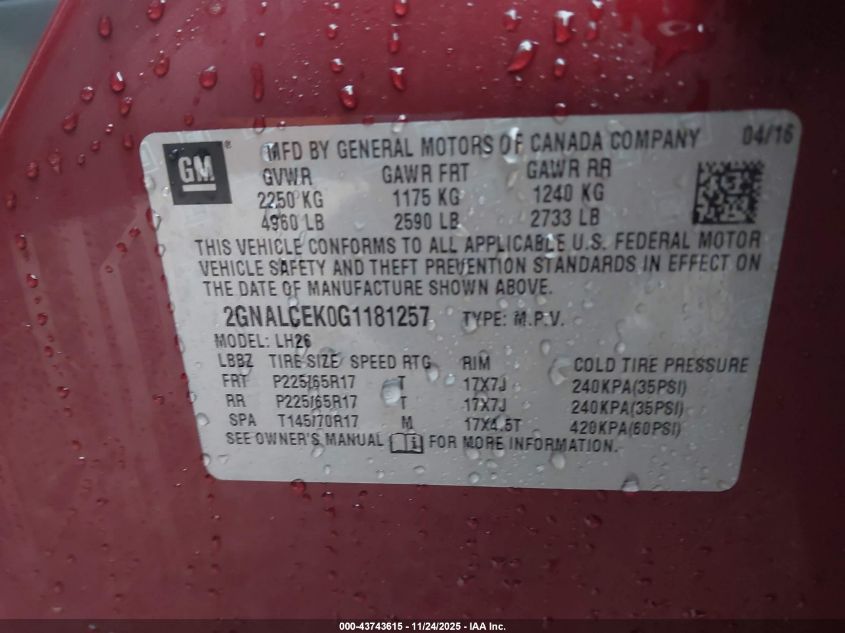 GM ® MFD BY GENERAL MOTORS OF CANADA COMPANY 04/16
GVWR GAWR FRT GAWR RR
2250 KG 1175 KG 1240 KG
4960 LB 2590 LB 2733 LB
THIS VEHICLE CONFORMS TO ALL APPLICABLE U.S. FEDERAL MOTOR
VEHICLE SAFETY AND THEFT PREVENTION STANDARDS IN EFFECT ON
THE DATE OF MANUFACTURE SHOWN ABOVE.
2GNALCEK0G1181257 TYPE: M.P.V.
MODEL: LH26
LBBZ TIRE SIZE SPEED RTG RIM COLD TIRE PRESSURE
FRT P225/65R17 T 17X7J 240KPA(35PSI)
RR P225/65R17 T 17X7J 240KPA(35PSI)
SPA T145/70R17 M 17X4.5T 420KPA(60PSI)
SEE OWNER'S MANUAL FOR MORE INFORMATION.
000-43743615 - 11/24/2025 - IAA Inc.